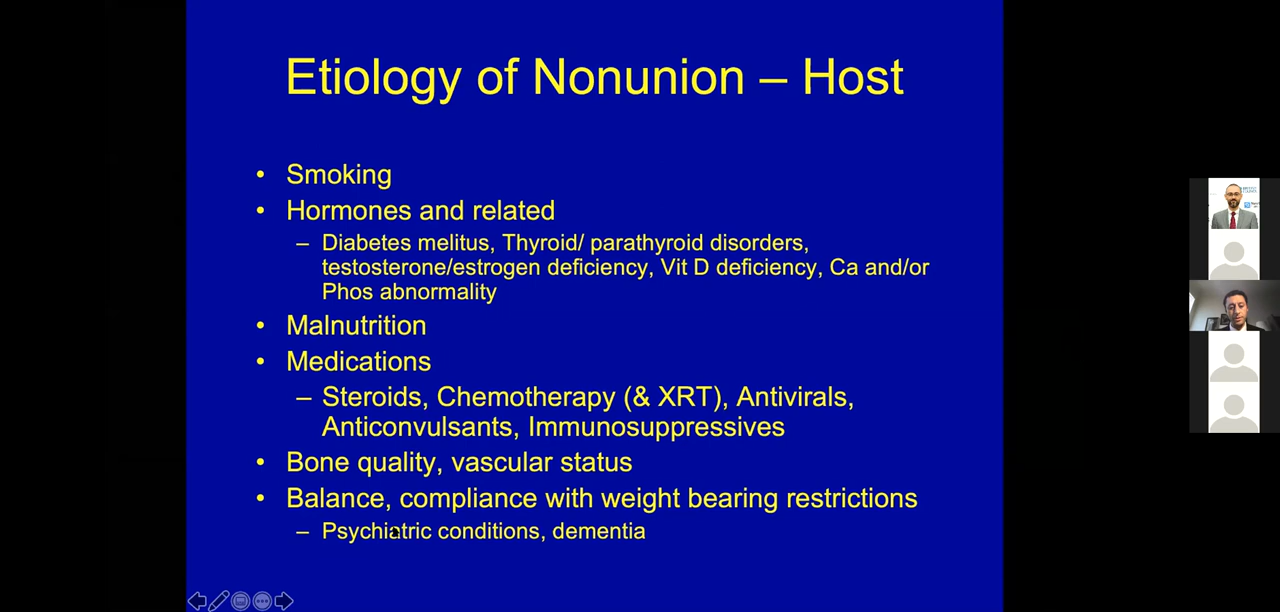 Etiology of Nonunion – Host
• Smoking
• Hormones and related
– Diabetes melitus, Thyroid/ parathyroid disorders,
testosterone/estrogen deficiency, Vit D deficiency, Ca and/or
Phos abnormality
• Malnutrition
• Medications
– Steroids, Chemotherapy (& XRT), Antivirals,
Anticonvulsants, Immunosuppressives
• Bone quality, vascular status
• Balance, compliance with weight bearing restrictions
– Psychiatric conditions, dementia